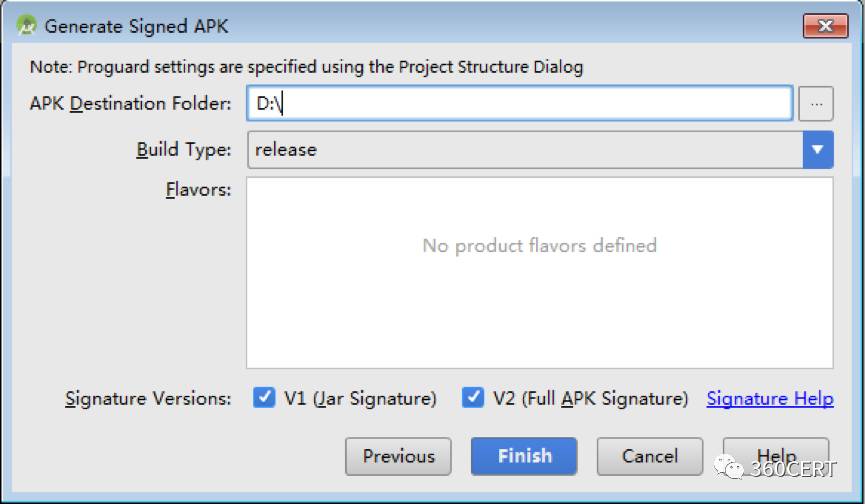 Generate Signed APK
Note: Proguard settings are specified using the Project Structure Dialog
APK Destination Folder: D:\ ...
Build Type: release
Flavors:
No product flavors defined
Signature Versions: V1 (Jar Signature) V2 (Full APK Signature) Signature Help
Previous Finish Cancel Help
360CERT